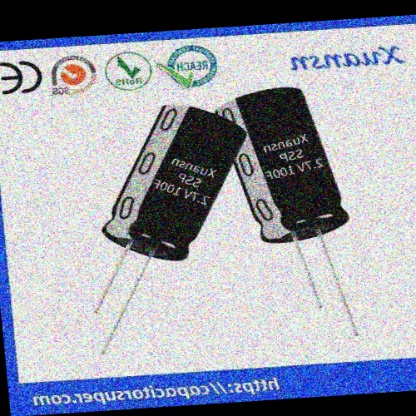 Xuansn
REACH
RoHS
SGS
CE
Xuansn
SSP
2.7V 100F
Xuansn
SSP
2.7V 100F
https://capacitorsuper.com